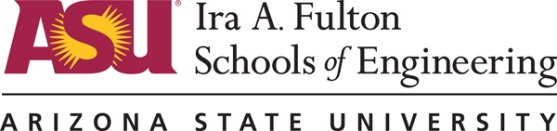 ASU® Ira A. Fulton
Schools of Engineering
ARIZONA STATE UNIVERSITY